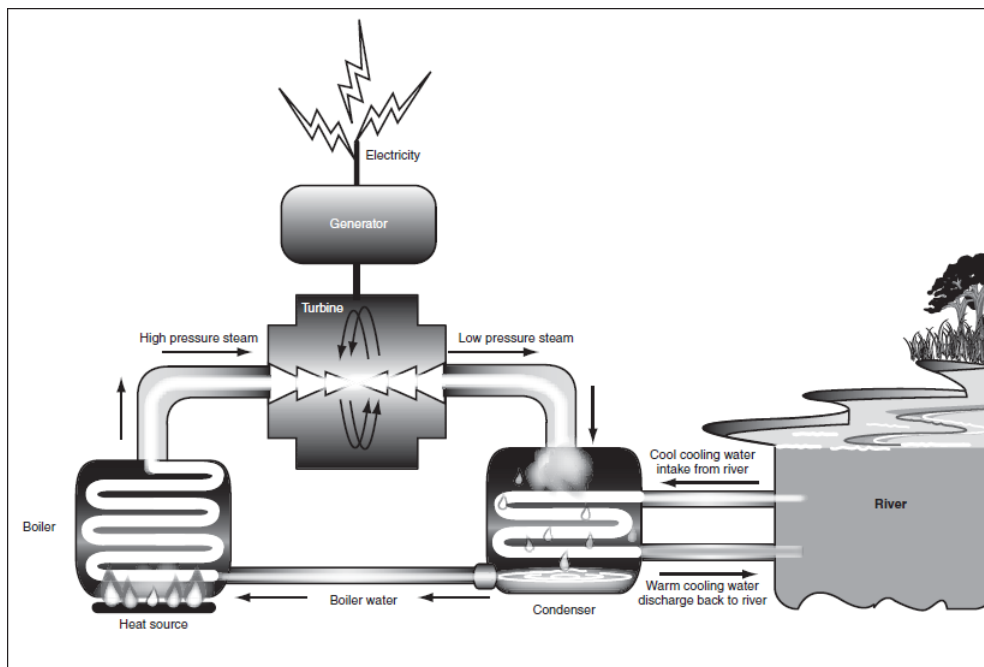 Electricity
Generator
Turbine
High pressure steam
Low pressure steam
Cool cooling water
intake from river
Boiler
River
Warm cooling water
discharge back to river
Boiler water
Condenser
Heat source